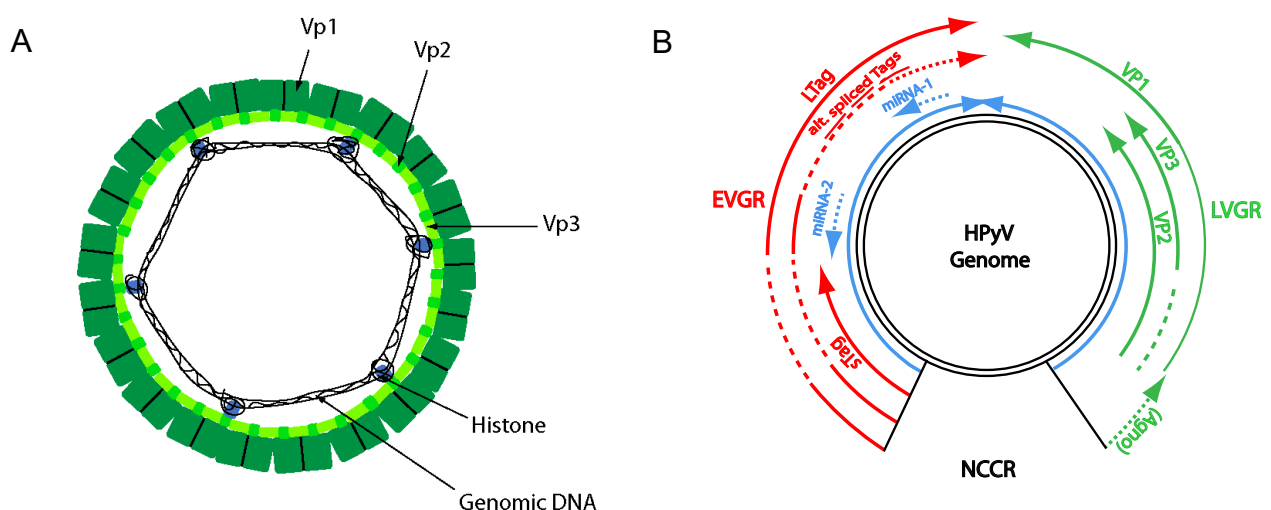 A
Vp1
Vp2
Vp3
Histone
Genomic DNA
B
LTag
alt. spliced Tags
miRNA-1
miRNA-2
EVGR
sTag
HPyV
Genome
VP1
VP3
VP2
LVGR
(Agno)
NCCR